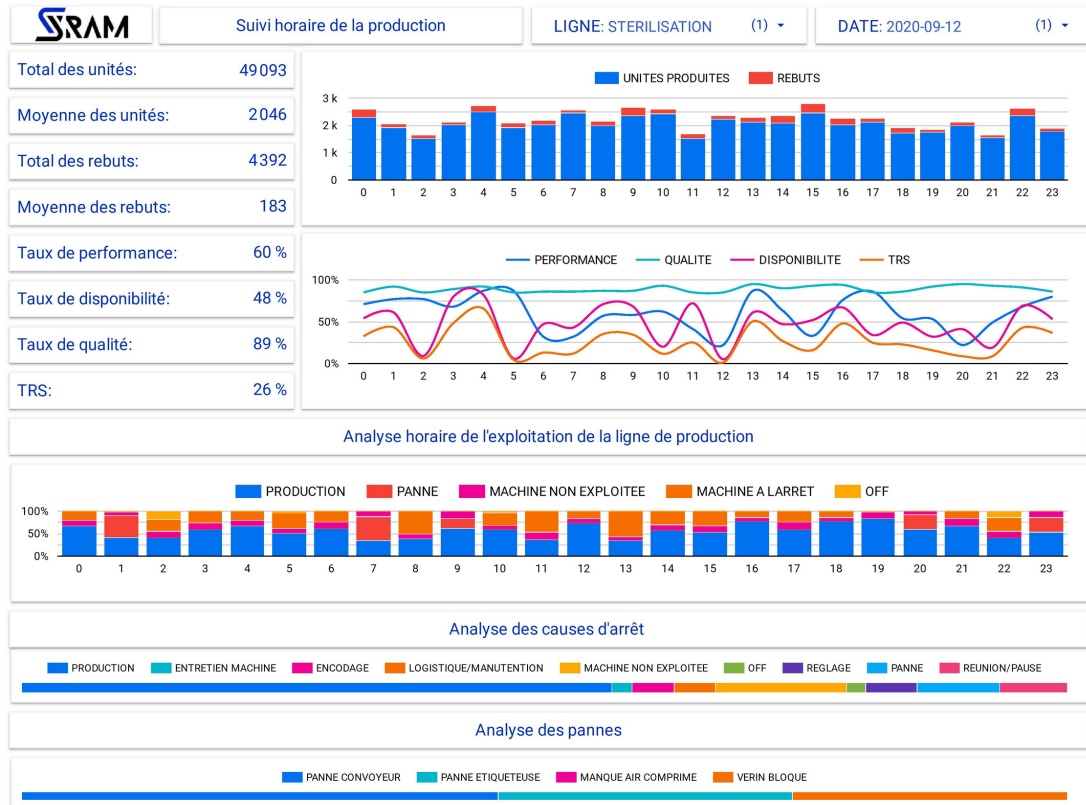 SRAM
Suivi horaire de la production
LIGNE: STERILISATION (1)
DATE: 2020-09-12 (1)
Total des unités: 49 093
Moyenne des unités: 2 046
Total des rebuts: 4 392
Moyenne des rebuts: 183
Taux de performance: 60 %
Taux de disponibilité: 48 %
Taux de qualité: 89 %
TRS: 26 %
UNITES PRODUITES REBUTS
3 k
2 k
1 k
0
0 1 2 3 4 5 6 7 8 9 10 11 12 13 14 15 16 17 18 19 20 21 22 23
PERFORMANCE QUALITE DISPONIBILITE TRS
100%
50%
0%
0 1 2 3 4 5 6 7 8 9 10 11 12 13 14 15 16 17 18 19 20 21 22 23
Analyse horaire de l'exploitation de la ligne de production
PRODUCTION PANNE MACHINE NON EXPLOITEE MACHINE A LARRET OFF
100%
50%
0%
0 1 2 3 4 5 6 7 8 9 10 11 12 13 14 15 16 17 18 19 20 21 22 23
Analyse des causes d'arrêt
PRODUCTION ENTRETIEN MACHINE ENCODAGE LOGISTIQUE/MANUTENTION MACHINE NON EXPLOITEE OFF REGLAGE PANNE REUNION/PAUSE
Analyse des pannes
PANNE CONVOYEUR PANNE ETIQUETEUSE MANQUE AIR COMPRIME VERIN BLOQUE